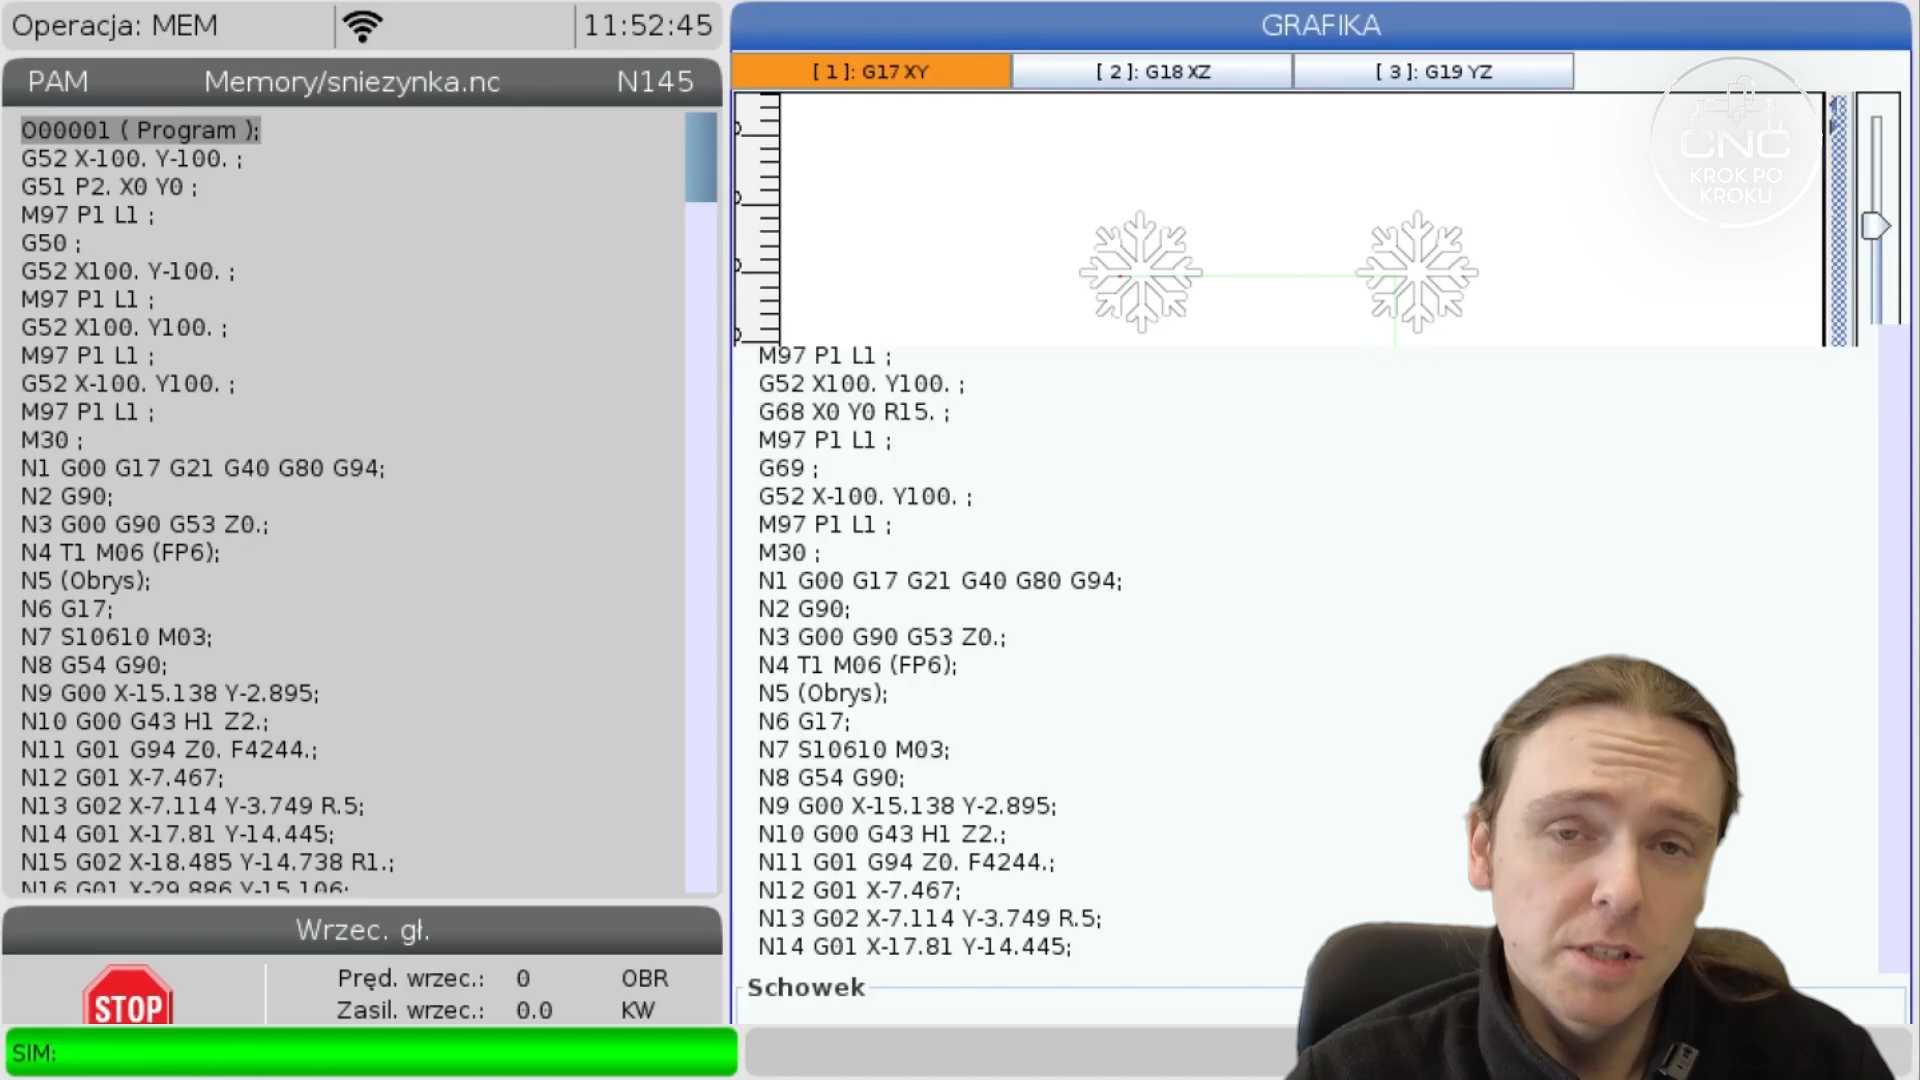 Operacja: MEM
11:52:45
PAM Memory/sniezynka.nc N145
O00001 ( Program );
G52 X-100. Y-100. ;
G51 P2. X0 Y0 ;
M97 P1 L1 ;
G50 ;
G52 X100. Y-100. ;
M97 P1 L1 ;
G52 X100. Y100. ;
M97 P1 L1 ;
G52 X-100. Y100. ;
M97 P1 L1 ;
M30 ;
N1 G00 G17 G21 G40 G80 G94;
N2 G90;
N3 G00 G90 G53 Z0.;
N4 T1 M06 (FP6);
N5 (Obrys);
N6 G17;
N7 S10610 M03;
N8 G54 G90;
N9 G00 X-15.138 Y-2.895;
N10 G00 G43 H1 Z2.;
N11 G01 G94 Z0. F4244.;
N12 G01 X-7.467;
N13 G02 X-7.114 Y-3.749 R.5;
N14 G01 X-17.81 Y-14.445;
N15 G02 X-18.485 Y-14.738 R1.;
N16 G01 X-29.886 Y-15.106;
Wrzec. gł.
STOP
Pręd. wrzec.: 0 OBR
Zasil. wrzec.: 0.0 KW
SIM:
GRAFIKA
[ 1 ]: G17 XY
[ 2 ]: G18 XZ
[ 3 ]: G19 YZ
CNC
KROK PO
KROKU
M97 P1 L1 ;
G52 X100. Y100. ;
G68 X0 Y0 R15. ;
M97 P1 L1 ;
G69 ;
G52 X-100. Y100. ;
M97 P1 L1 ;
M30 ;
N1 G00 G17 G21 G40 G80 G94;
N2 G90;
N3 G00 G90 G53 Z0.;
N4 T1 M06 (FP6);
N5 (Obrys);
N6 G17;
N7 S10610 M03;
N8 G54 G90;
N9 G00 X-15.138 Y-2.895;
N10 G00 G43 H1 Z2.;
N11 G01 G94 Z0. F4244.;
N12 G01 X-7.467;
N13 G02 X-7.114 Y-3.749 R.5;
N14 G01 X-17.81 Y-14.445;
Schowek